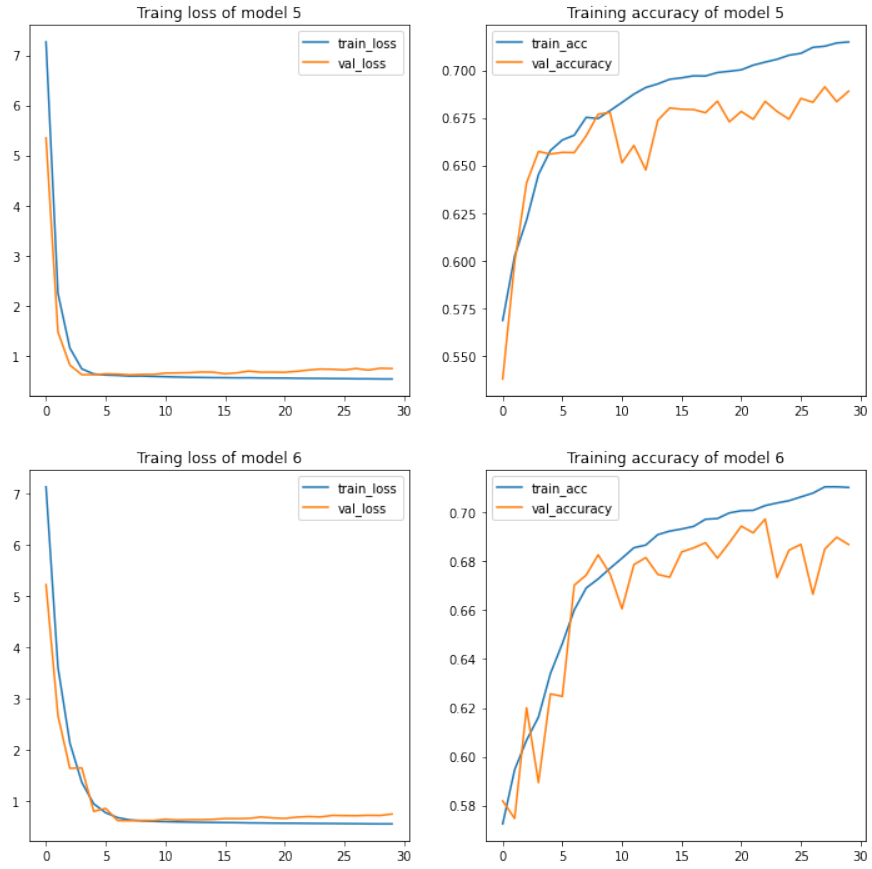 Traing loss of model 5
train_loss
val_loss
7
6
5
4
3
2
1
0 5 10 15 20 25 30
Training accuracy of model 5
train_acc
val_accuracy
0.700
0.675
0.650
0.625
0.600
0.575
0.550
0 5 10 15 20 25 30
Traing loss of model 6
train_loss
val_loss
7
6
5
4
3
2
1
0 5 10 15 20 25 30
Training accuracy of model 6
train_acc
val_accuracy
0.70
0.68
0.66
0.64
0.62
0.60
0.58
0 5 10 15 20 25 30